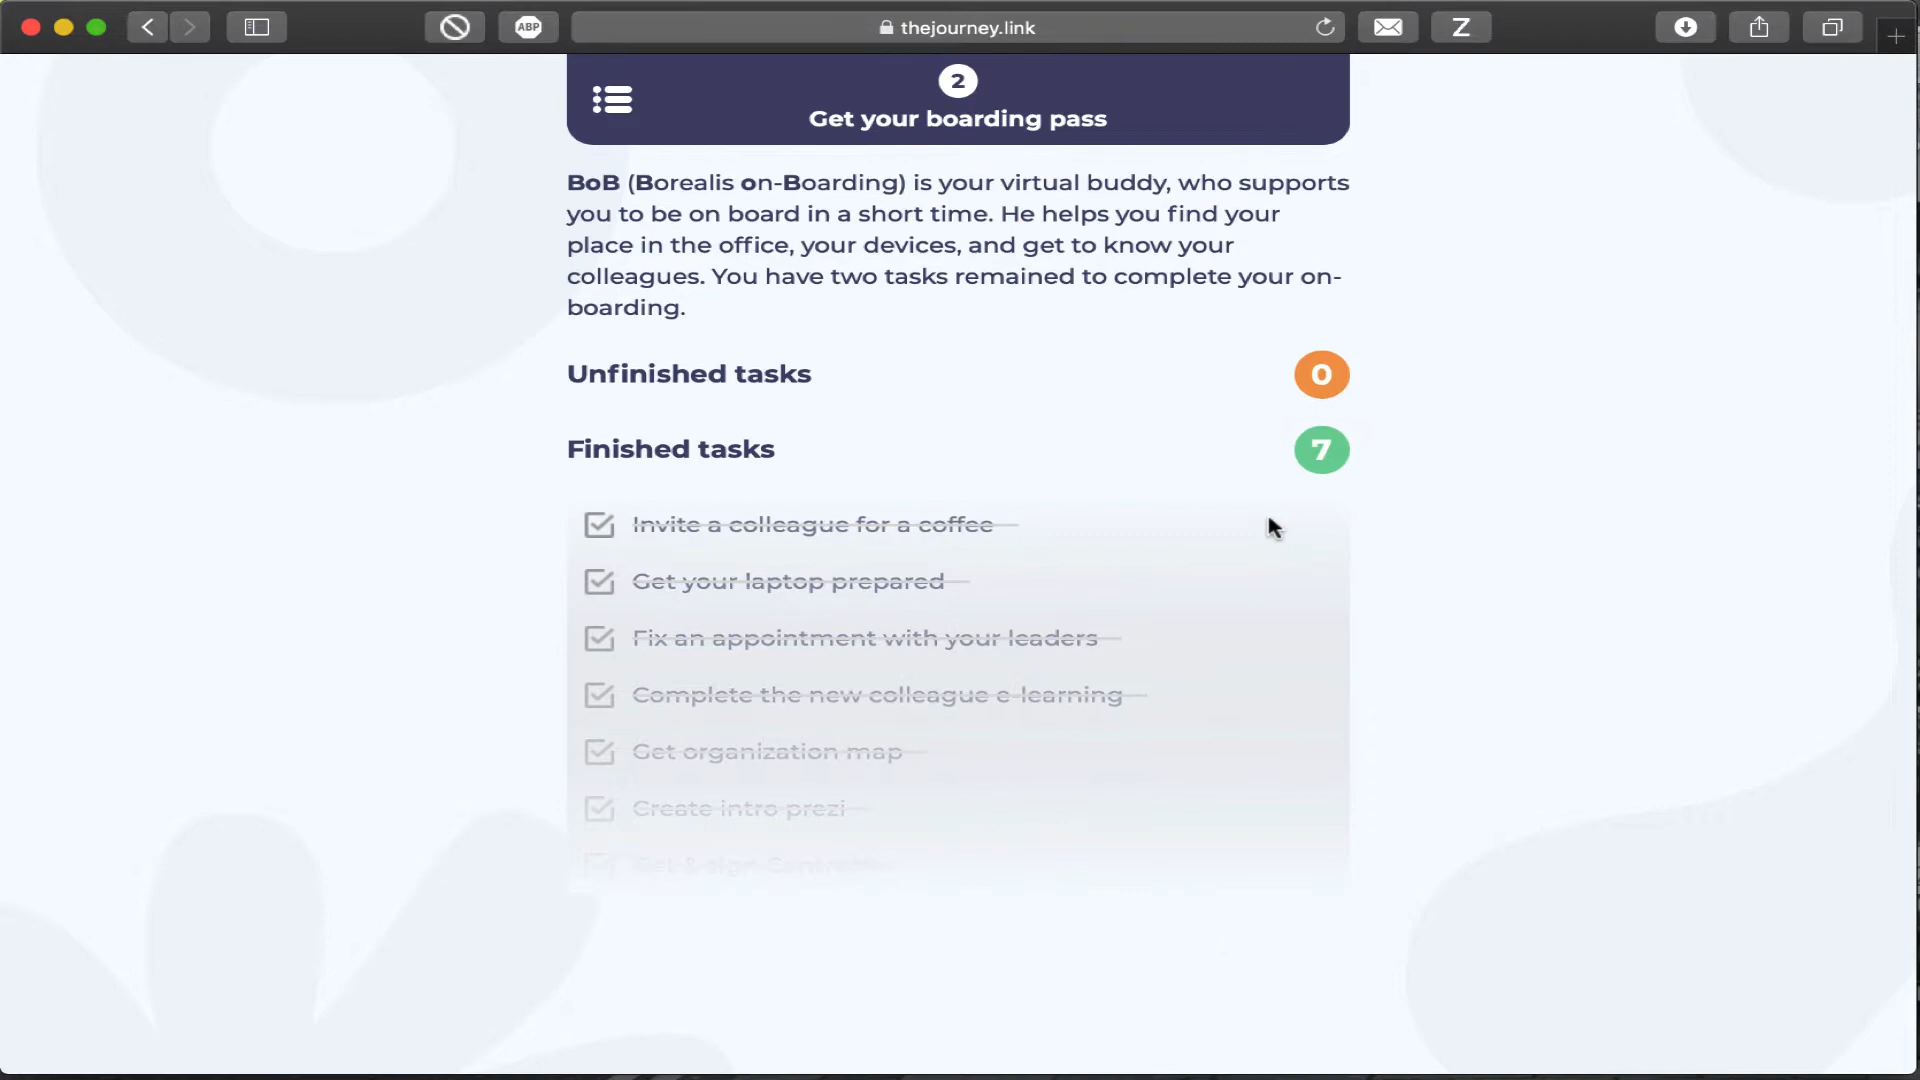 ABP
thejourney.link
Z
2
Get your boarding pass
BoB (Borealis on-Boarding) is your virtual buddy, who supports
you to be on board in a short time. He helps you find your
place in the office, your devices, and get to know your
colleagues. You have two tasks remained to complete your on-
boarding.
Unfinished tasks 0
Finished tasks 7
Invite a colleague for a coffee
Get your laptop prepared
Fix an appointment with your leaders
Complete the new colleague e-learning
Get organization map
Create intro prezi
Get & sign